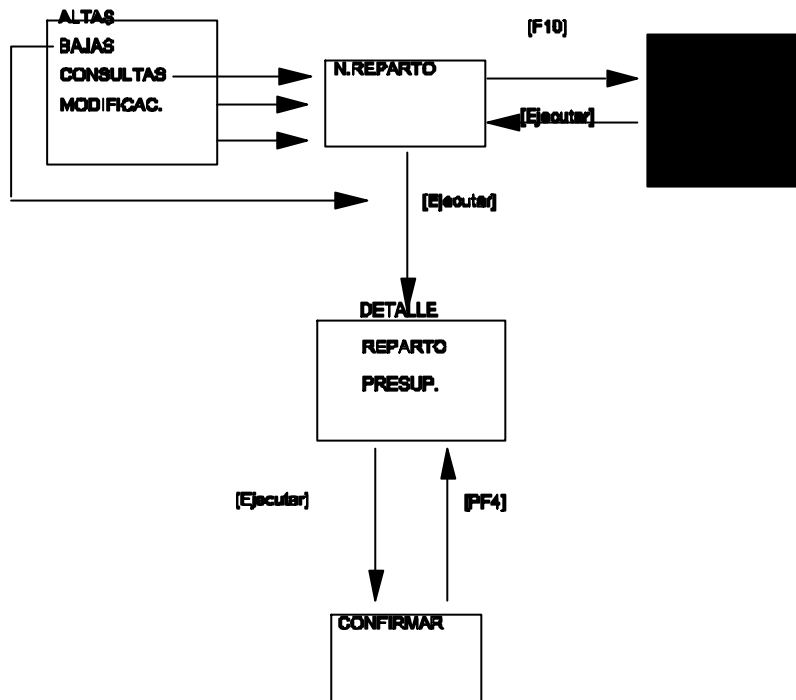 ALTAS
BAJAS
CONSULTAS
MODIFICAC.
N.REPARTO
[F10]
[Ejecutar]
[Ejecutar]
DETALLE
REPARTO
PRESUP.
[Ejecutar]
[PF4]
CONFIRMAR